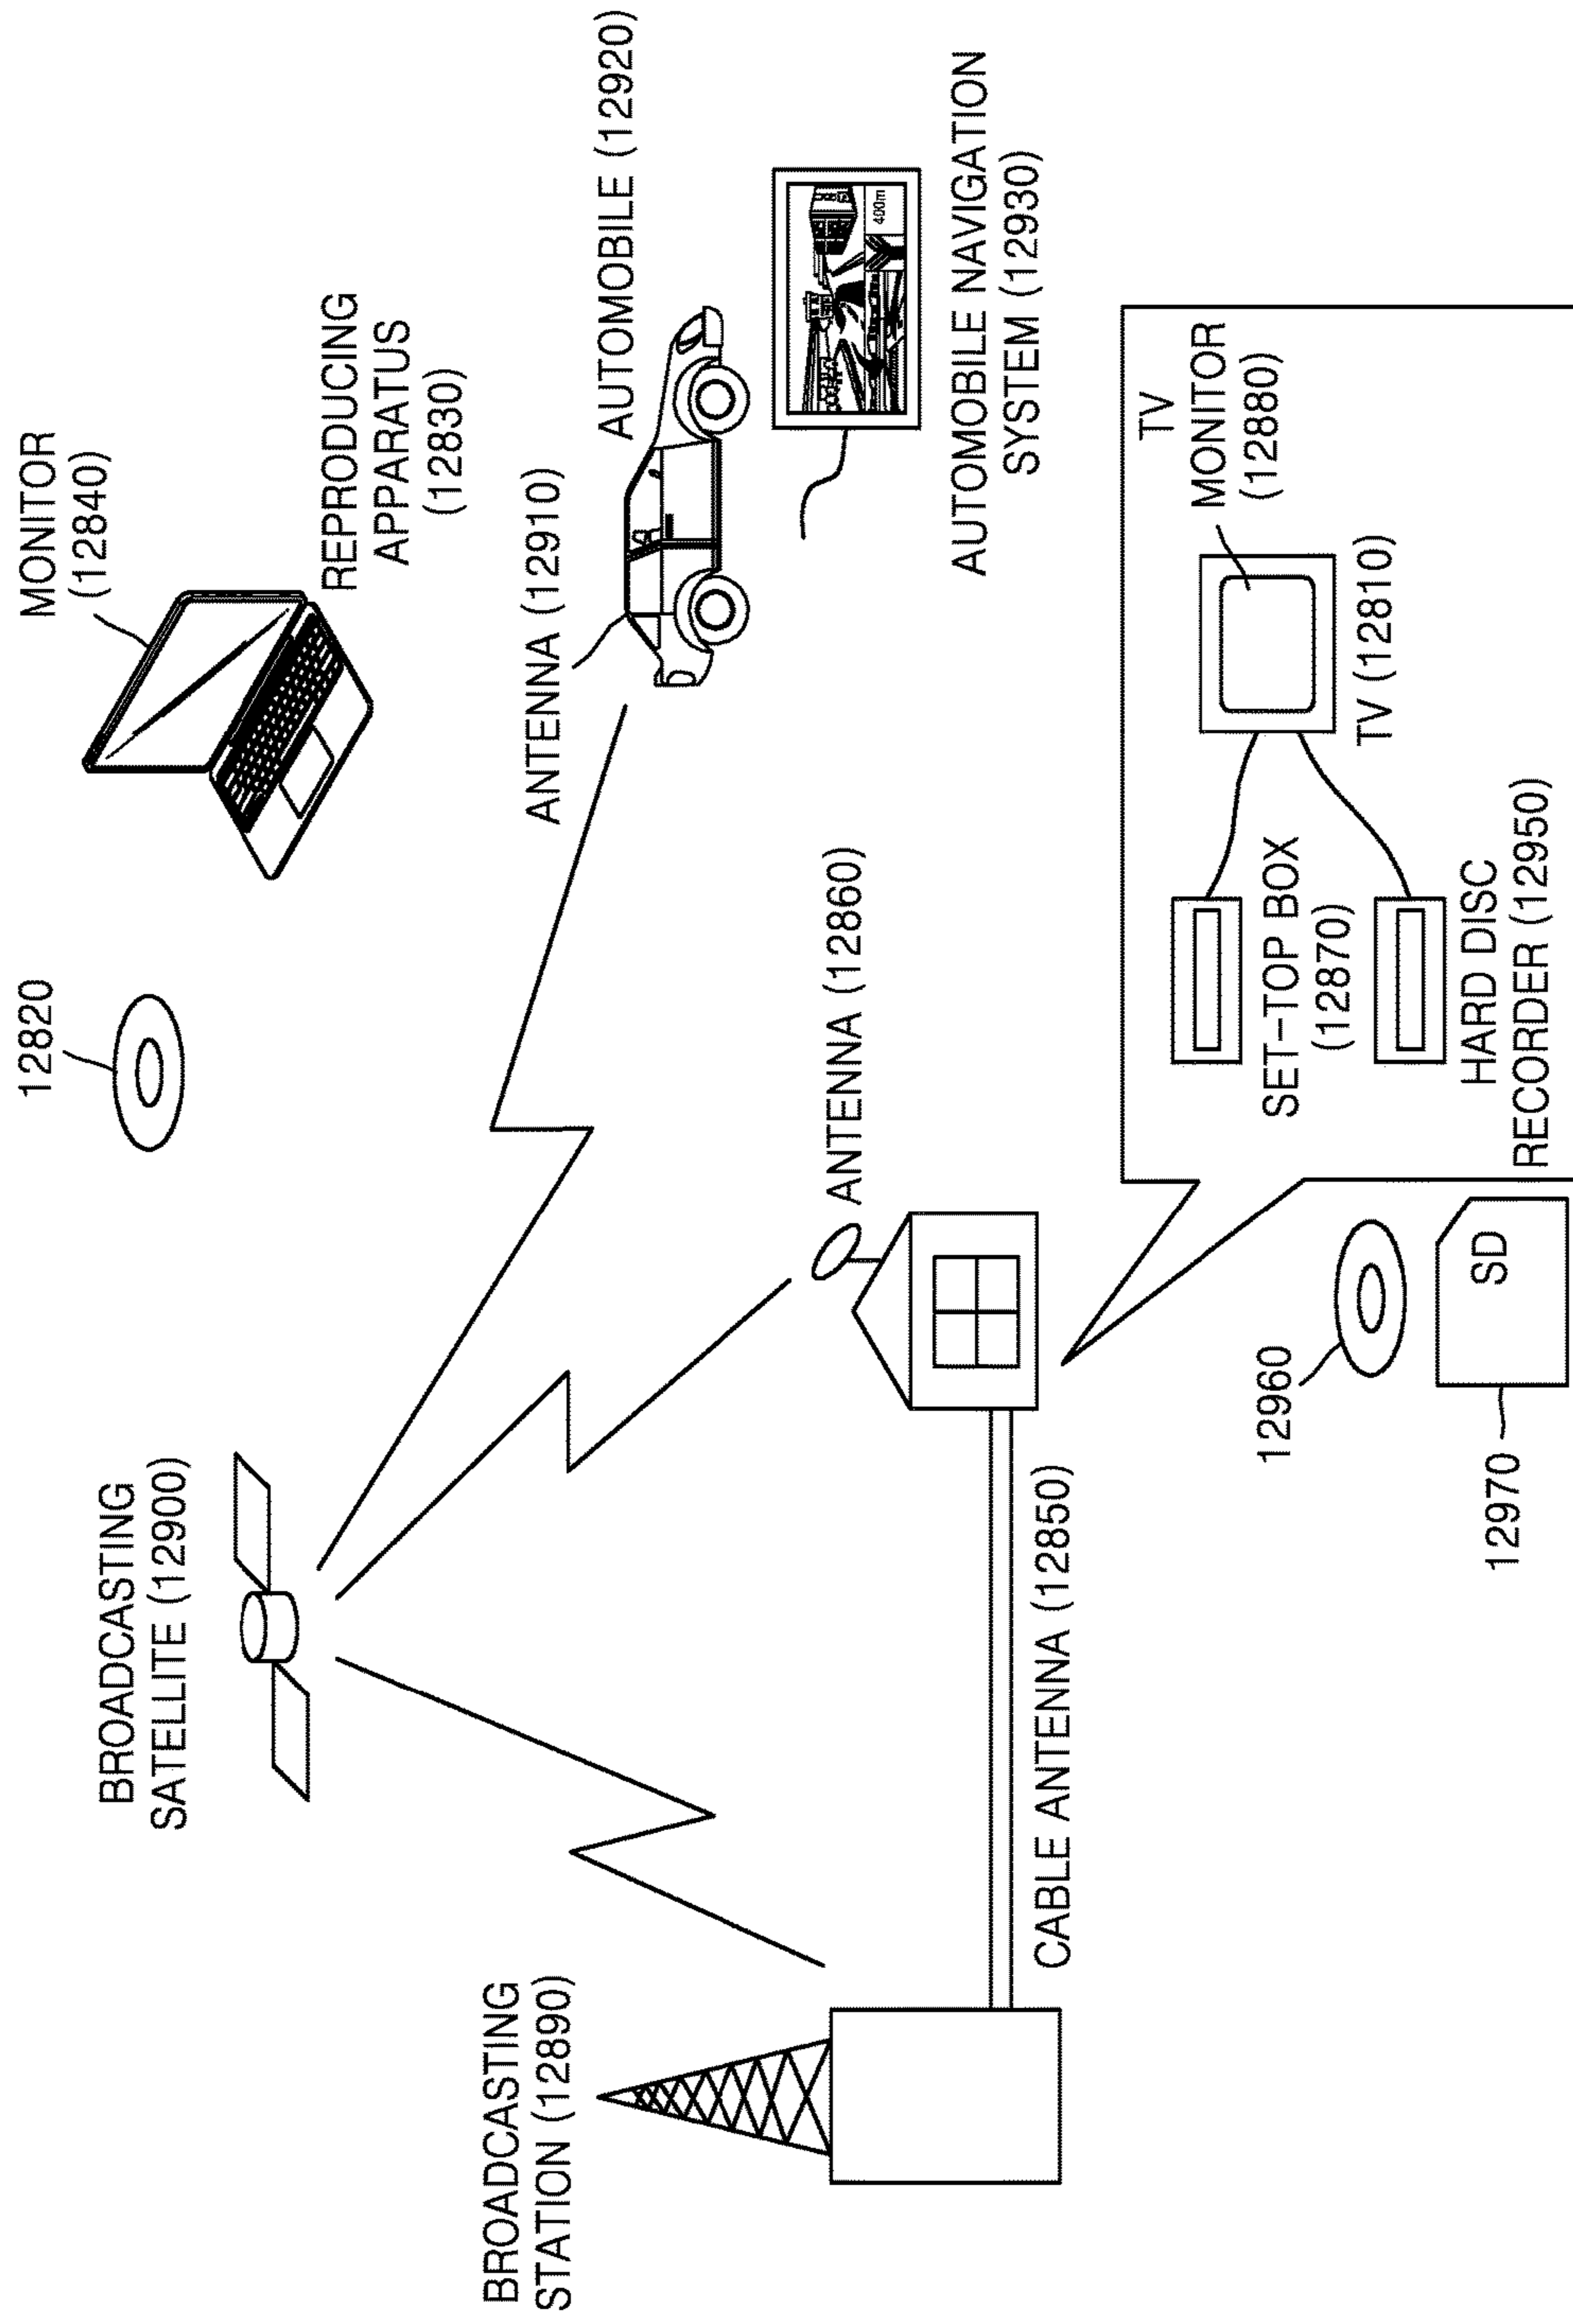 12820
MONITOR
(12840)
BROADCASTING
SATELLITE (12900)
REPRODUCING
APPARATUS
(12830)
BROADCASTING
STATION (12890)
ANTENNA (12910)
AUTOMOBILE (12920)
400m
ANTENNA (12860)
AUTOMOBILE NAVIGATION
SYSTEM (12930)
CABLE ANTENNA (12850)
TV
MONITOR
(12880)
SET-TOP BOX
(12870)
TV (12810)
12960
HARD DISC
RECORDER (12950)
12970
SD